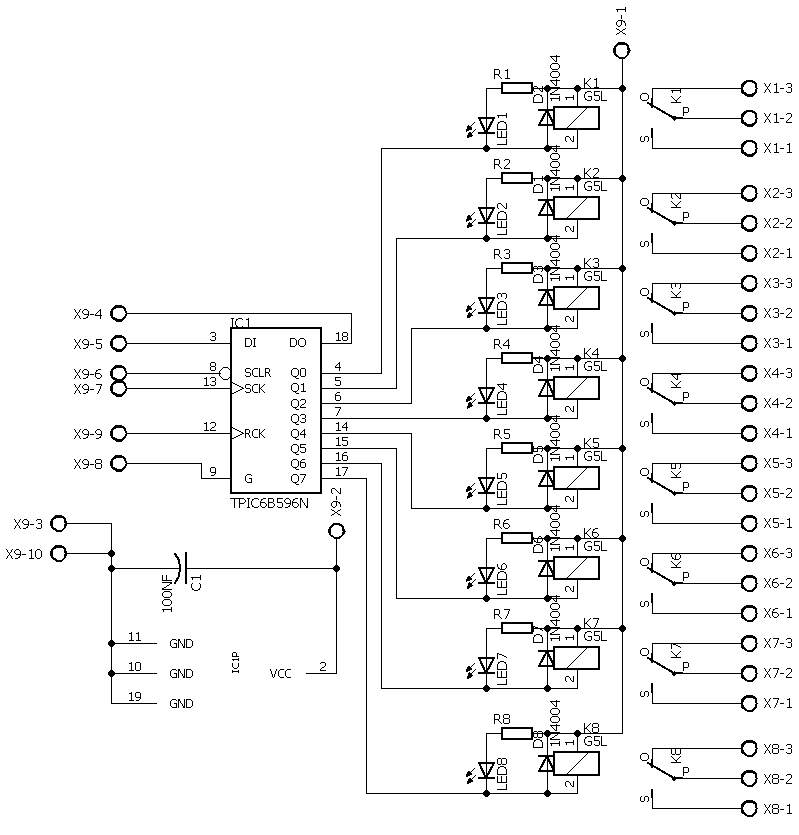 X9-1
R1
D2
1N4004
K1
G5L
1
2
LED1
O
K1
P
S
X1-3
X1-2
X1-1
R2
D1
1N4004
K2
G5L
1
2
LED2
O
K2
P
S
X2-3
X2-2
X2-1
R3
D3
1N4004
K3
G5L
1
2
LED3
O
K3
P
S
X3-3
X3-2
X3-1
R4
D4
1N4004
K4
G5L
1
2
LED4
O
K4
P
S
X4-3
X4-2
X4-1
R5
D5
1N4004
K5
G5L
1
2
LED5
O
K5
P
S
X5-3
X5-2
X5-1
R6
D6
1N4004
K6
G5L
1
2
LED6
O
K6
P
S
X6-3
X6-2
X6-1
R7
D7
1N4004
K7
G5L
1
2
LED7
O
K7
P
S
X7-3
X7-2
X7-1
R8
D8
1N4004
K8
G5L
1
2
LED8
O
K8
P
S
X8-3
X8-2
X8-1
X9-4
X9-5
X9-6
X9-7
X9-9
X9-8
IC1
3 DI DO 18
8 SCLR Q0 4
13 SCK Q1 5
Q2 6
Q3 7
12 RCK Q4 14
Q5 15
Q6 16
9 G Q7 17
TPIC6B596N
X9-2
X9-3
X9-10
100NF
C1
11 GND
10 GND
19 GND
IC1P
VCC 2